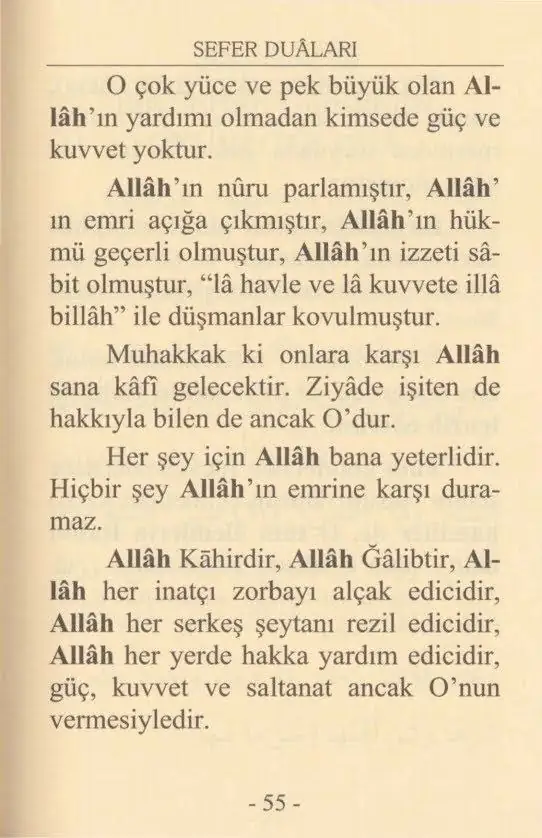 SEFER DUÂLARI
O çok yüce ve pek büyük olan Al-
lâh’ın yardımı olmadan kimsede güç ve
kuvvet yoktur.
Allâh’ın nûru parlamıştır, Allâh’
ın emri açığa çıkmıştır, Allâh’ın hük-
mü geçerli olmuştur, Allâh’ın izzeti sâ-
bit olmuştur, “lâ havle ve lâ kuvvete illâ
billâh” ile düşmanlar kovulmuştur.
Muhakkak ki onlara karşı Allâh
sana kâfî gelecektir. Ziyâde işiten de
hakkıyla bilen de ancak O’dur.
Her şey için Allâh bana yeterlidir.
Hiçbir şey Allâh’ın emrine karşı dura-
maz.
Allâh Kāhirdir, Allâh Ğâlibtir, Al-
lâh her inatçı zorbayı alçak edicidir,
Allâh her serkeş şeytanı rezil edicidir,
Allâh her yerde hakka yardım edicidir,
güç, kuvvet ve saltanat ancak O’nun
vermesiyledir.
- 55 -